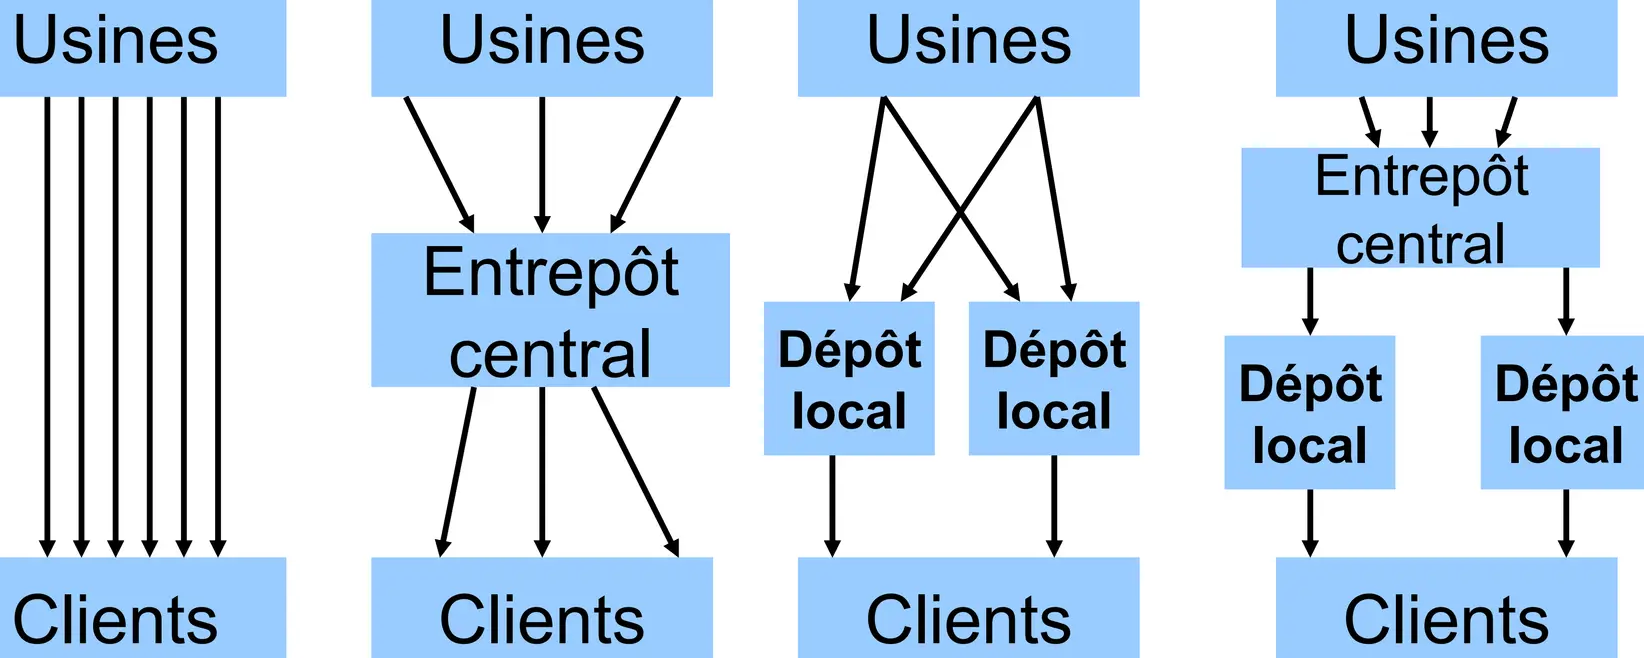 Usines
Clients
Usines
Entrepôt
central
Clients
Usines
Dépôt
local
Dépôt
local
Clients
Usines
Entrepôt
central
Dépôt
local
Dépôt
local
Clients